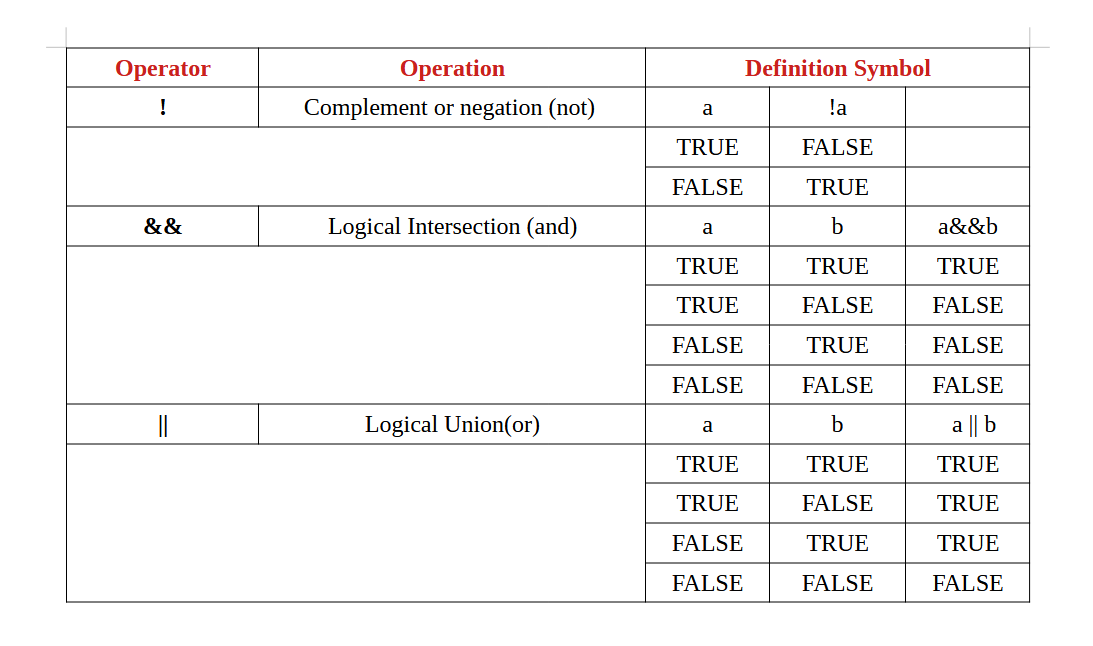 Operator Operation Definition Symbol
! Complement or negation (not) a !a
TRUE FALSE
FALSE TRUE
&& Logical Intersection (and) a b a&&b
TRUE TRUE TRUE
TRUE FALSE FALSE
FALSE TRUE FALSE
FALSE FALSE FALSE
|| Logical Union(or) a b a || b
TRUE TRUE TRUE
TRUE FALSE TRUE
FALSE TRUE TRUE
FALSE FALSE FALSE